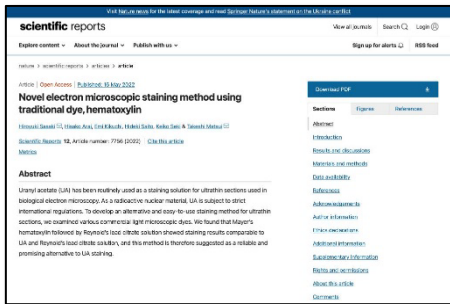 Visit Nature news for the latest coverage and read Springer Nature's statement on the Ukraine conflict
scientific reports
View all journals Search Login
Explore content About the journal Publish with us
Sign up for alerts RSS feed
nature > scientific reports > articles > article
Article | Open Access | Published: 10 May 2022
Novel electron microscopic staining method using
traditional dye, hematoxylin
Hiroyuki Sasaki, Hisako Arai, Emi Kikuchi, Hideki Saito, Keiko Seki & Takashi Matsui
Scientific Reports 12, Article number: 7756 (2022) Cite this article
Metrics
Abstract
Uranyl acetate (UA) has been routinely used as a staining solution for ultrathin sections used in
biological electron microscopy. As a radioactive nuclear material, UA is subject to strict
international regulations. To develop an alternative and easy-to-use staining method for ultrathin
sections, we examined various commercial light microscopic dyes. We found that Mayer's
hematoxylin followed by Reynold's lead citrate solution showed staining results comparable to
UA and Reynold's lead citrate solution, and this method is therefore suggested as a reliable and
promising alternative to UA staining.
Download PDF
Sections Figures References
Abstract
Introduction
Results and discussions
Materials and methods
Data availability
References
Acknowledgements
Author information
Ethics declarations
Additional information
Supplementary Information
Rights and permissions
About this article
Comments